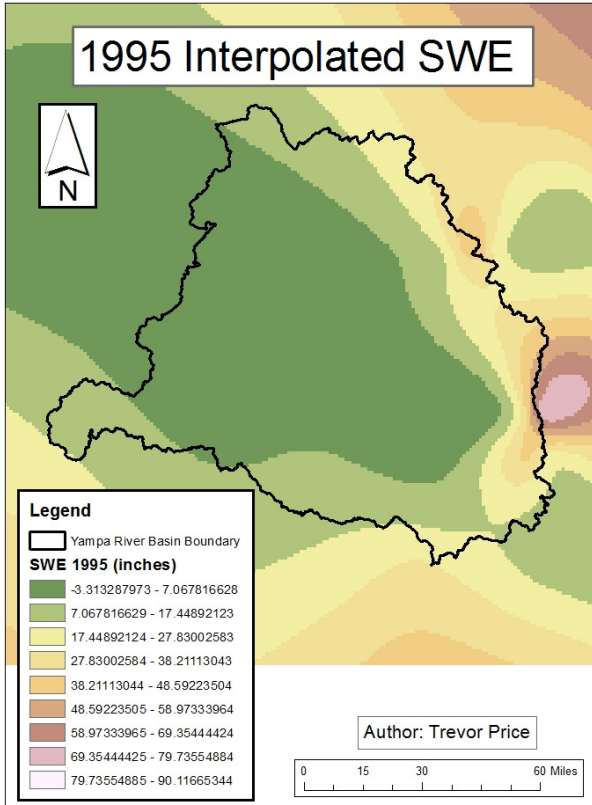 1995 Interpolated SWE
N
Legend
Yampa River Basin Boundary
SWE 1995 (inches)
-3.313287973 - 7.067816628
7.067816629 - 17.44892123
17.44892124 - 27.83002583
27.83002584 - 38.21113043
38.21113044 - 48.59223504
48.59223505 - 58.97333964
58.97333965 - 69.35444424
69.35444425 - 79.73554884
79.73554885 - 90.11665344
Author: Trevor Price
0 15 30 60 Miles